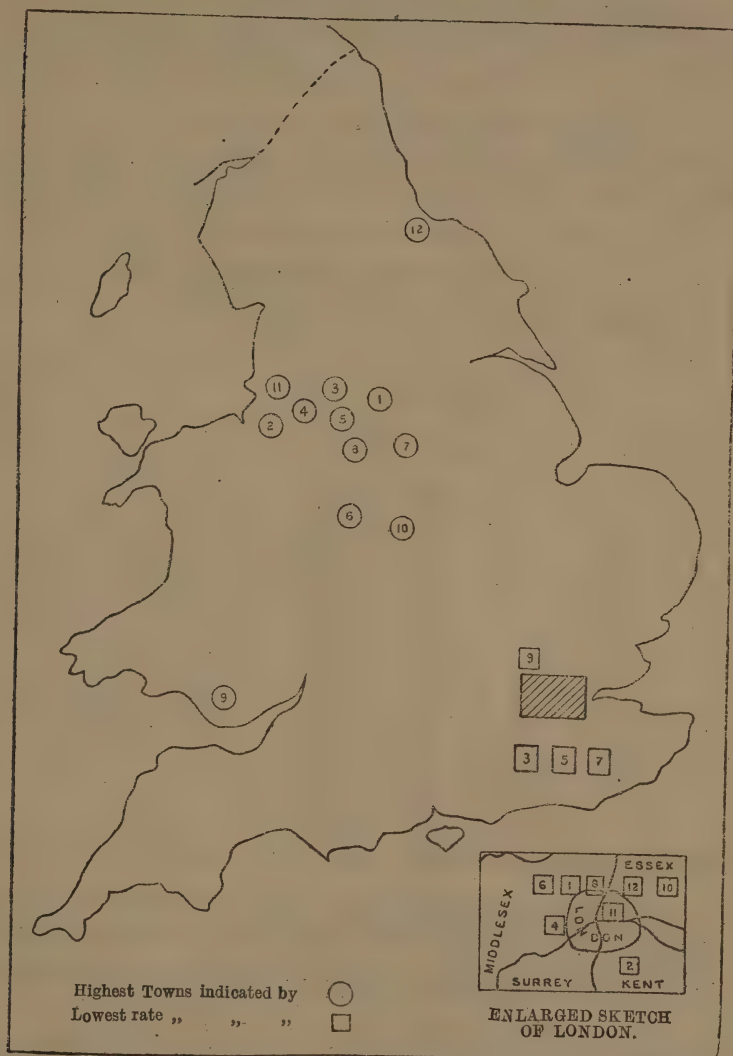 12
11
3
1
4
2
5
8
7
6
10
9
9
3 5 7
ESSEX
6 1 8 12 10
LON
DON
11
4
MIDDLESEX
2
SURREY KENT
Highest Towns indicated by
Lowest rate „ „ „
ENLARGED SKETCH
OF LONDON.